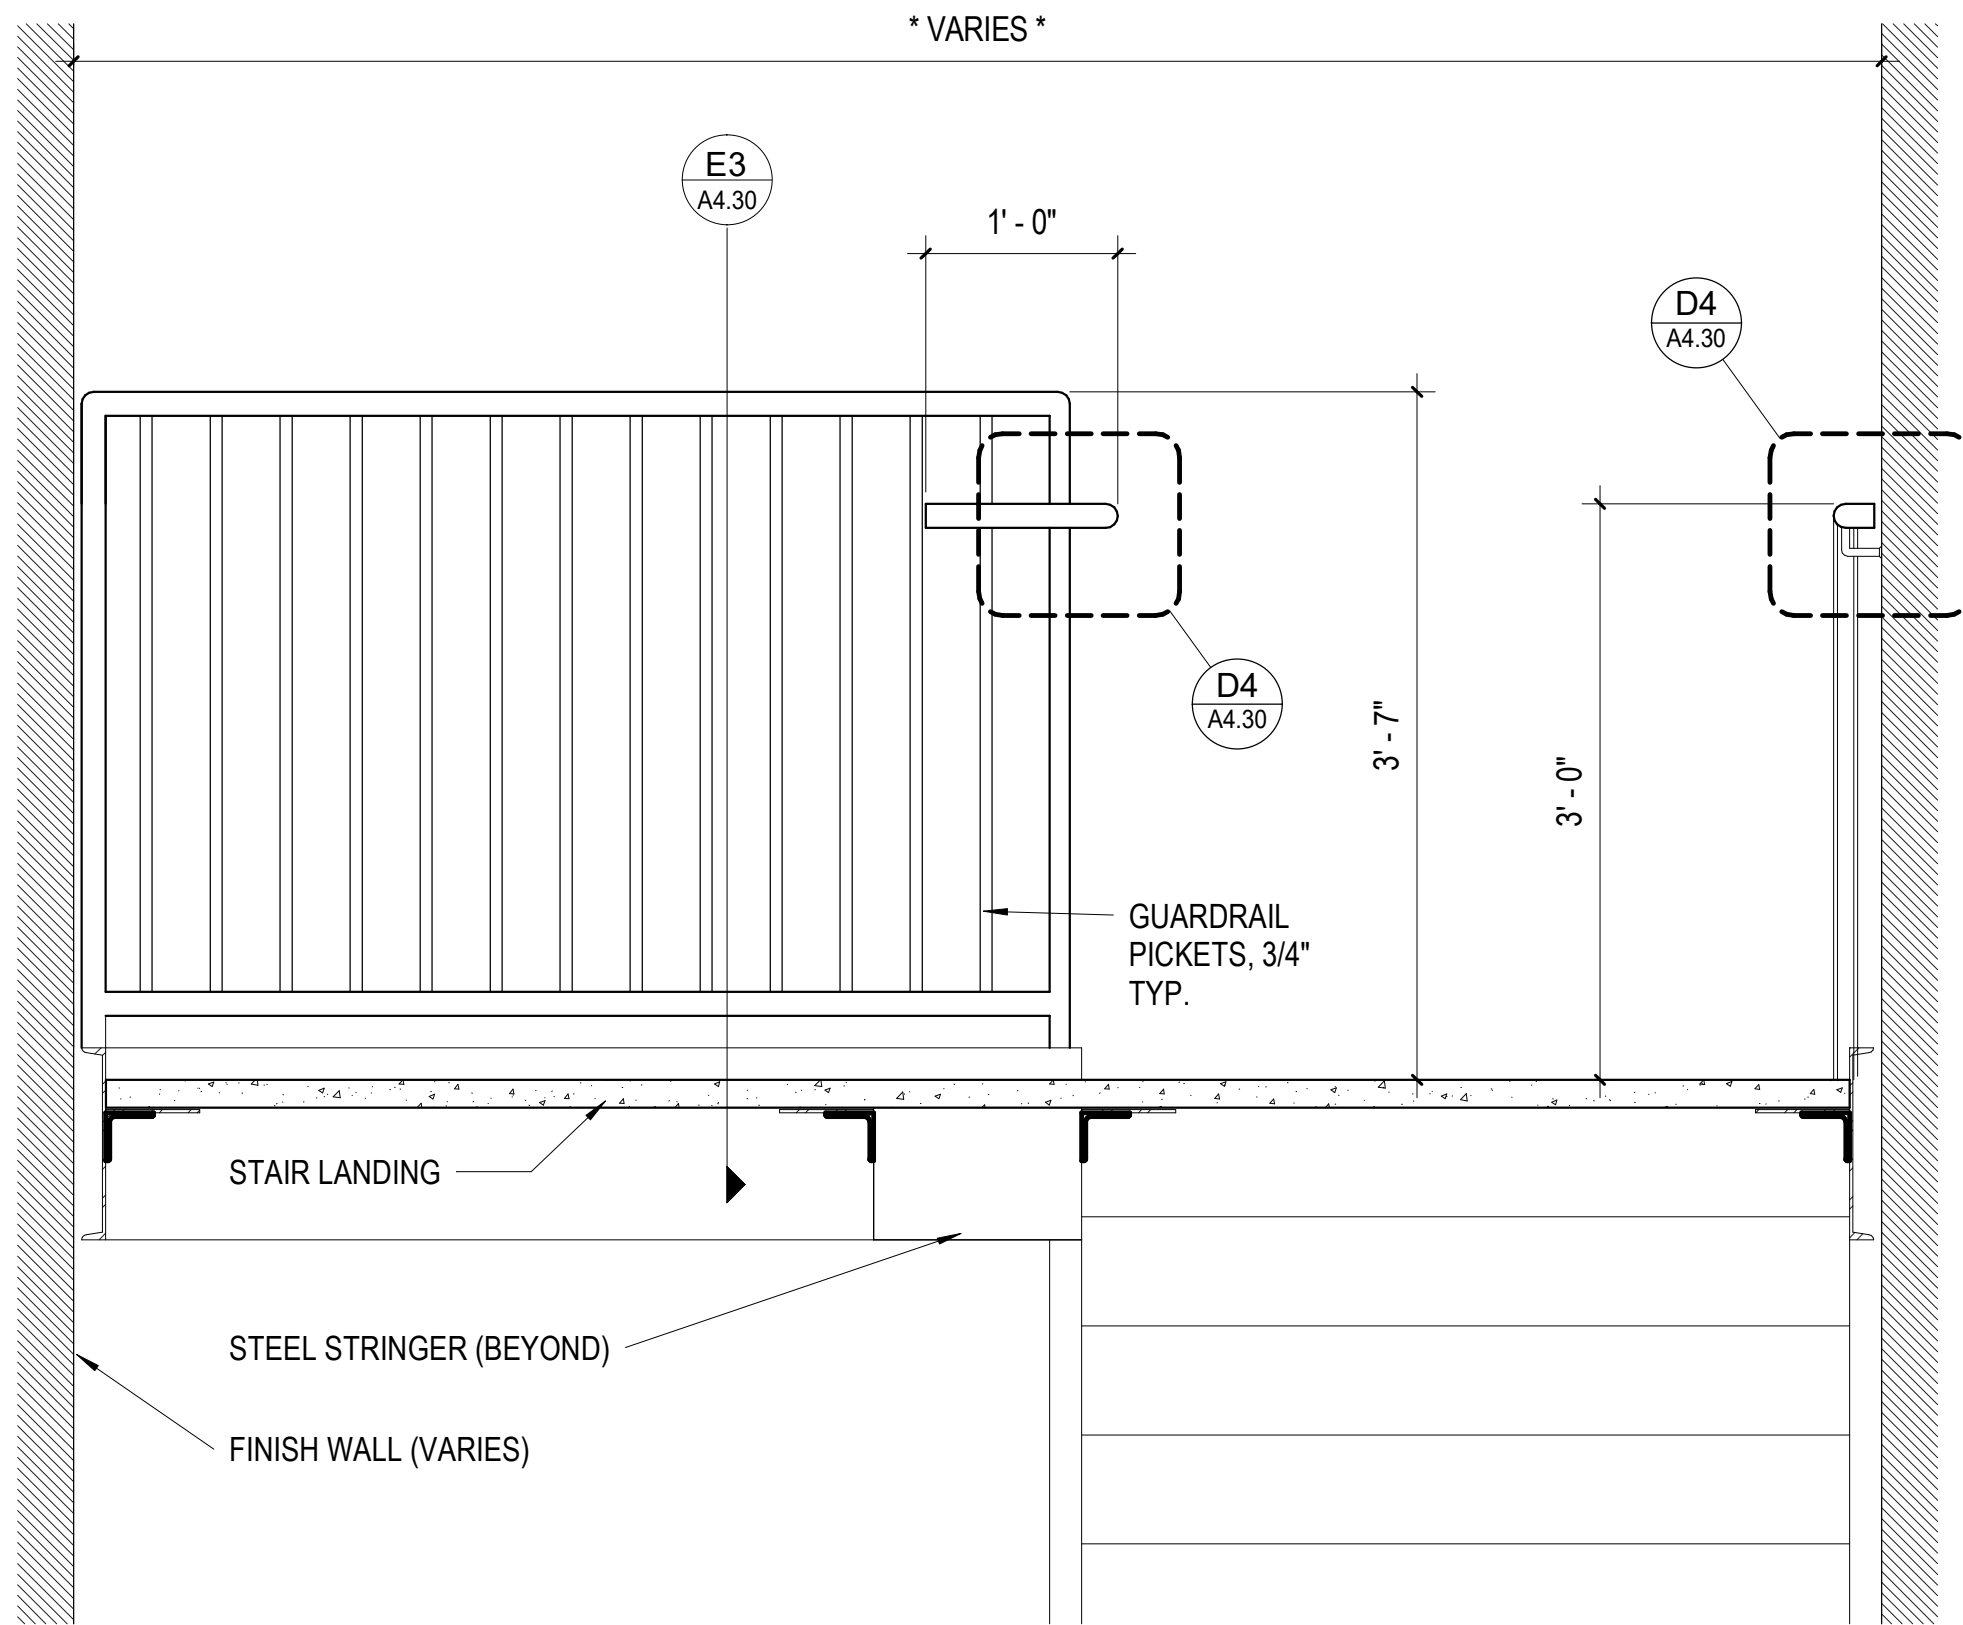 * VARIES *
E3
A4.30
1' - 0"
D4
A4.30
D4
A4.30
3' - 7"
3' - 0"
GUARDRAIL
PICKETS, 3/4"
TYP.
STAIR LANDING
STEEL STRINGER (BEYOND)
FINISH WALL (VARIES)